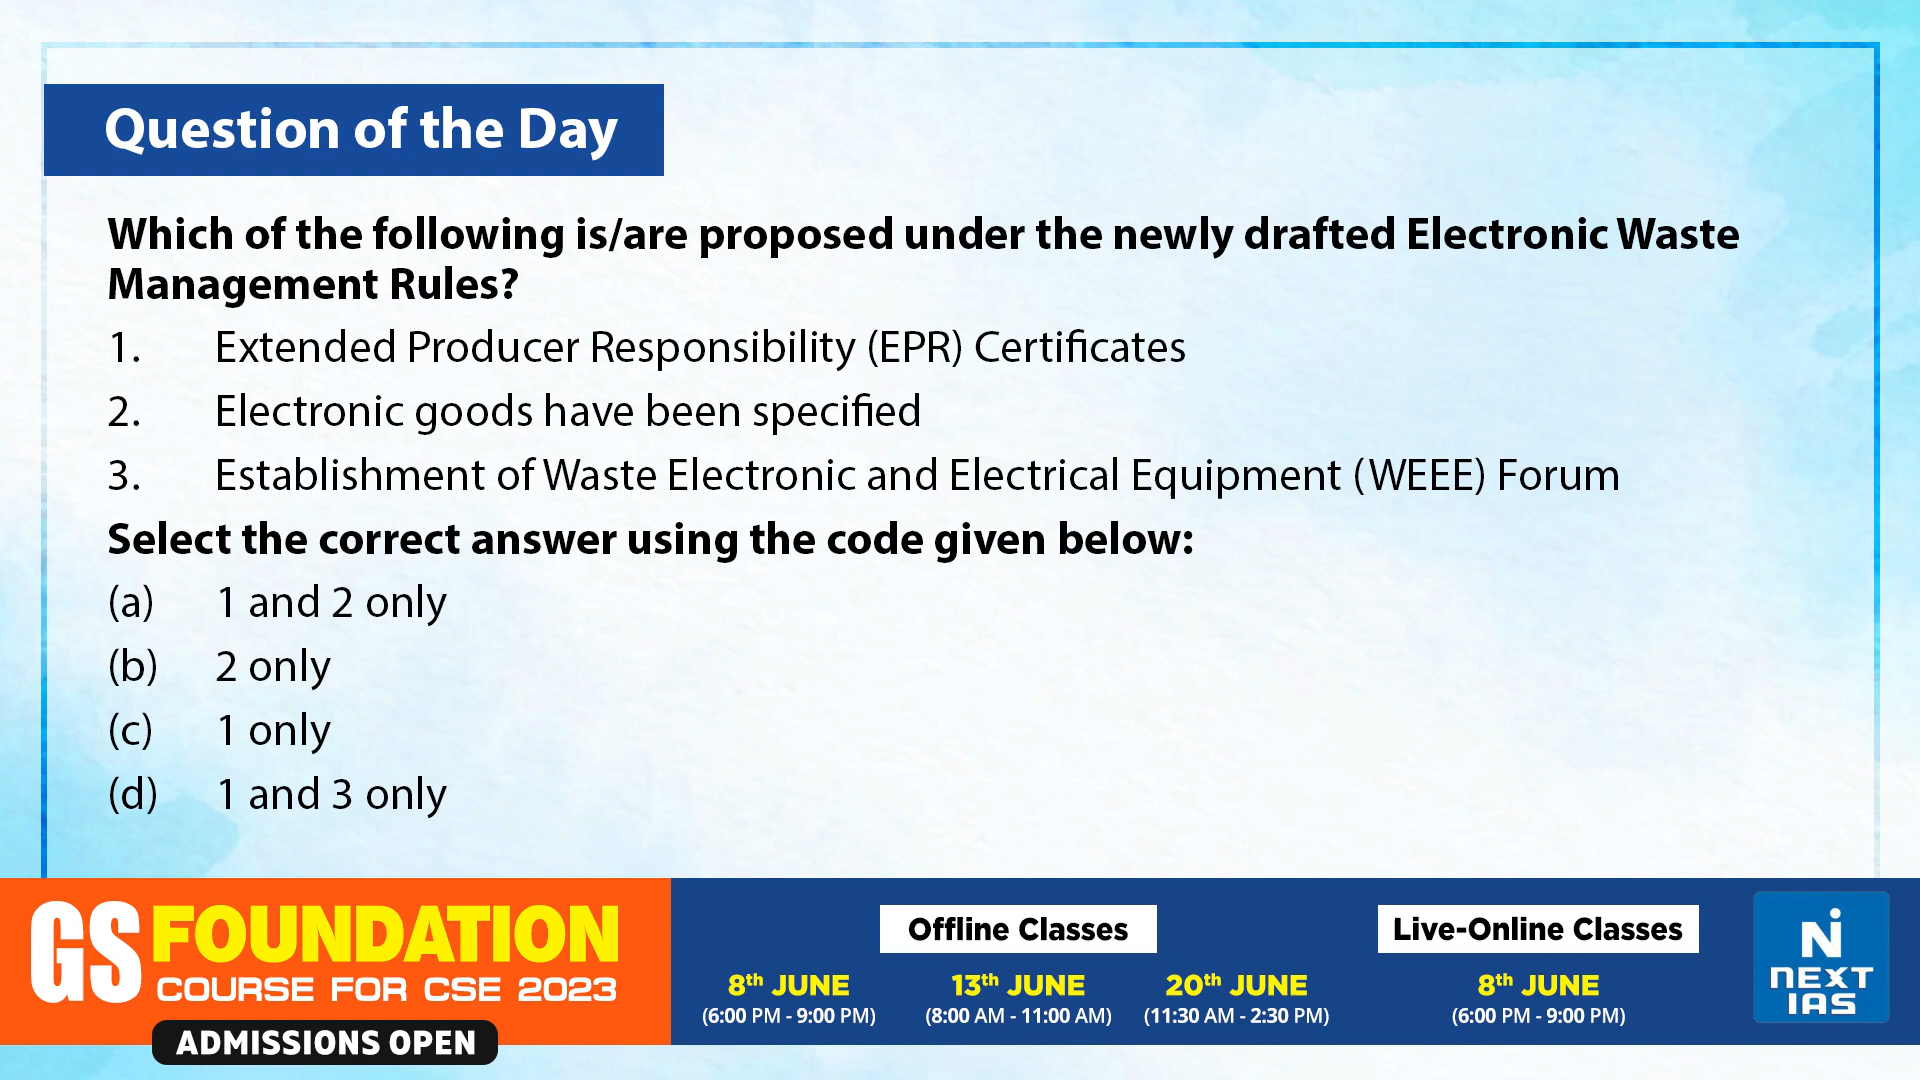 Question of the Day
Which of the following is/are proposed under the newly drafted Electronic Waste
Management Rules?
1. Extended Producer Responsibility (EPR) Certificates
2. Electronic goods have been specified
3. Establishment of Waste Electronic and Electrical Equipment (WEEE) Forum
Select the correct answer using the code given below:
(a) 1 and 2 only
(b) 2 only
(c) 1 only
(d) 1 and 3 only
GS FOUNDATION
COURSE FOR CSE 2023
ADMISSIONS OPEN
Offline Classes
8th JUNE 13th JUNE 20th JUNE
(6:00 PM - 9:00 PM) (8:00 AM - 11:00 AM) (11:30 AM - 2:30 PM)
Live-Online Classes
8th JUNE
(6:00 PM - 9:00 PM)
NEXT
IAS